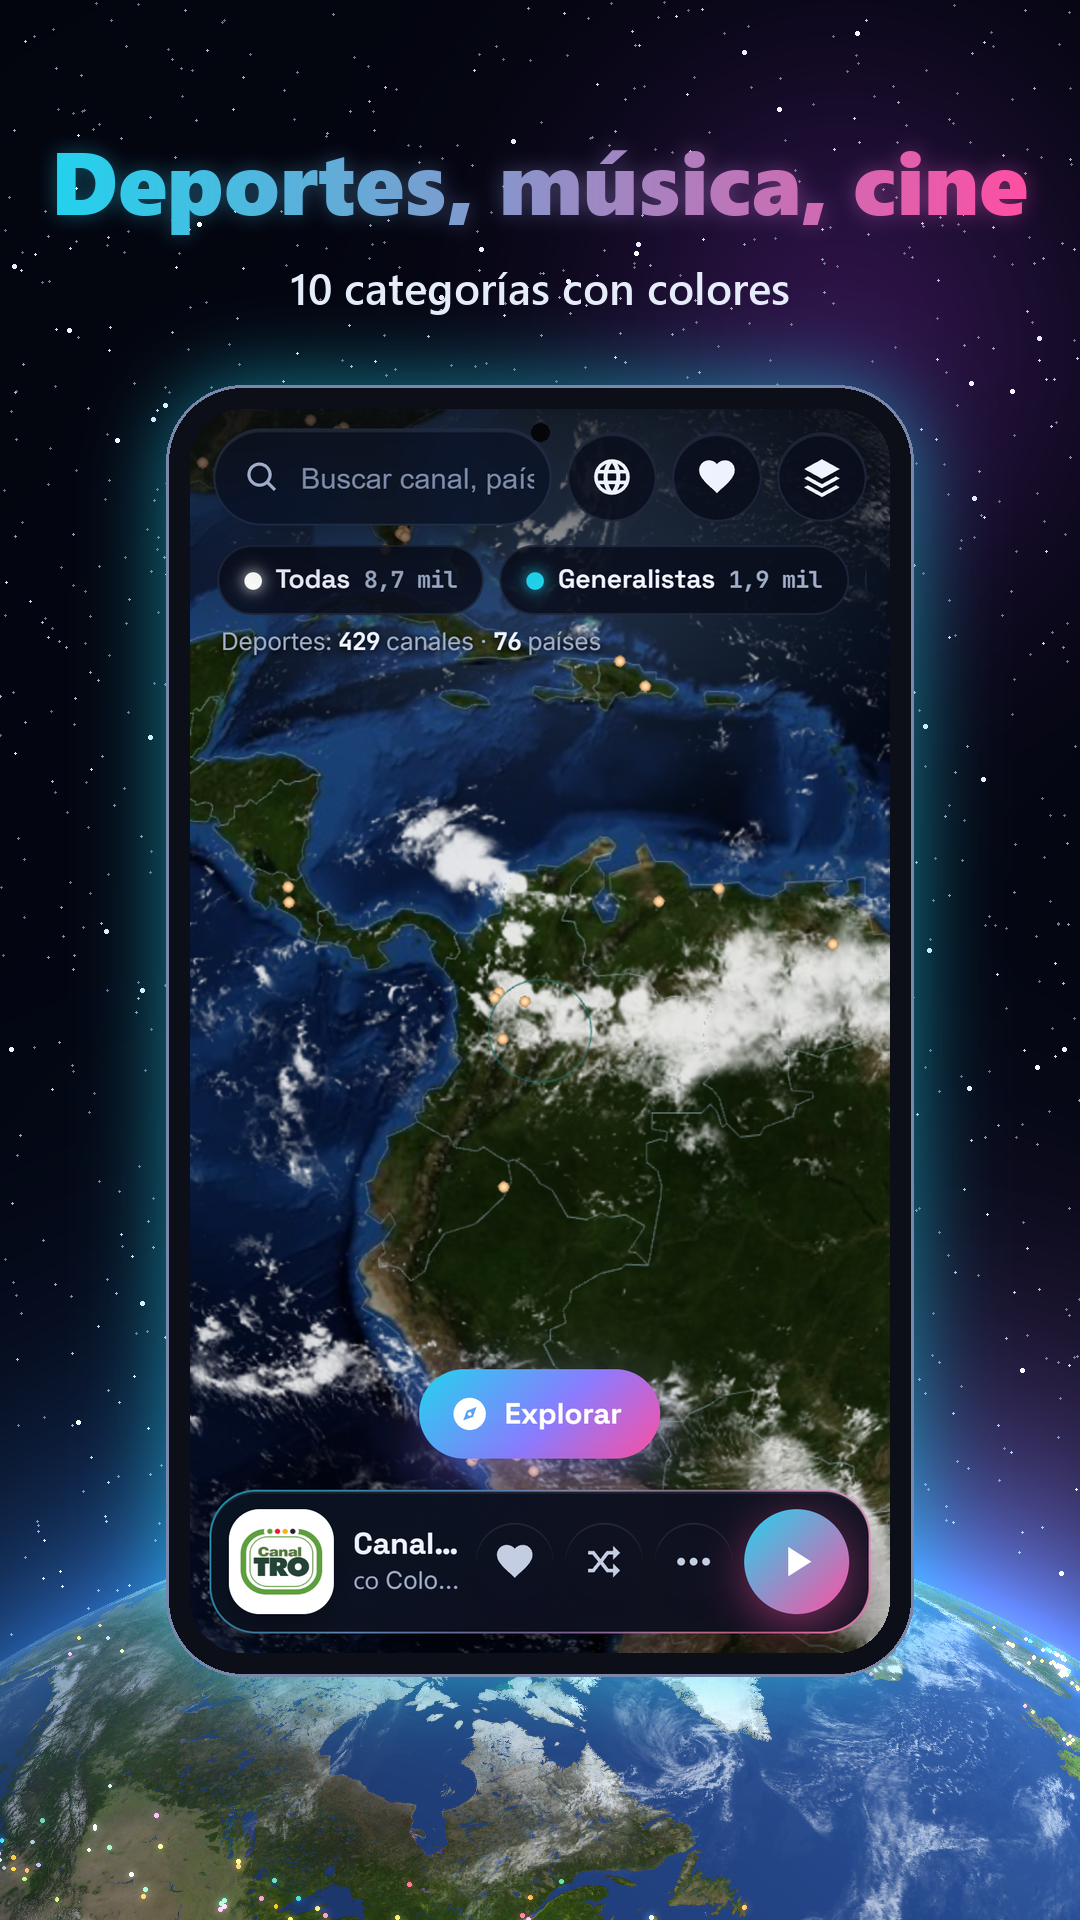 Deportes, música, cine
10 categorías con colores
Buscar canal, país
Todas 8,7 mil
Generalistas 1,9 mil
Deportes: 429 canales · 76 países
Explorar
Canal TRO
Canal...
co Colo...